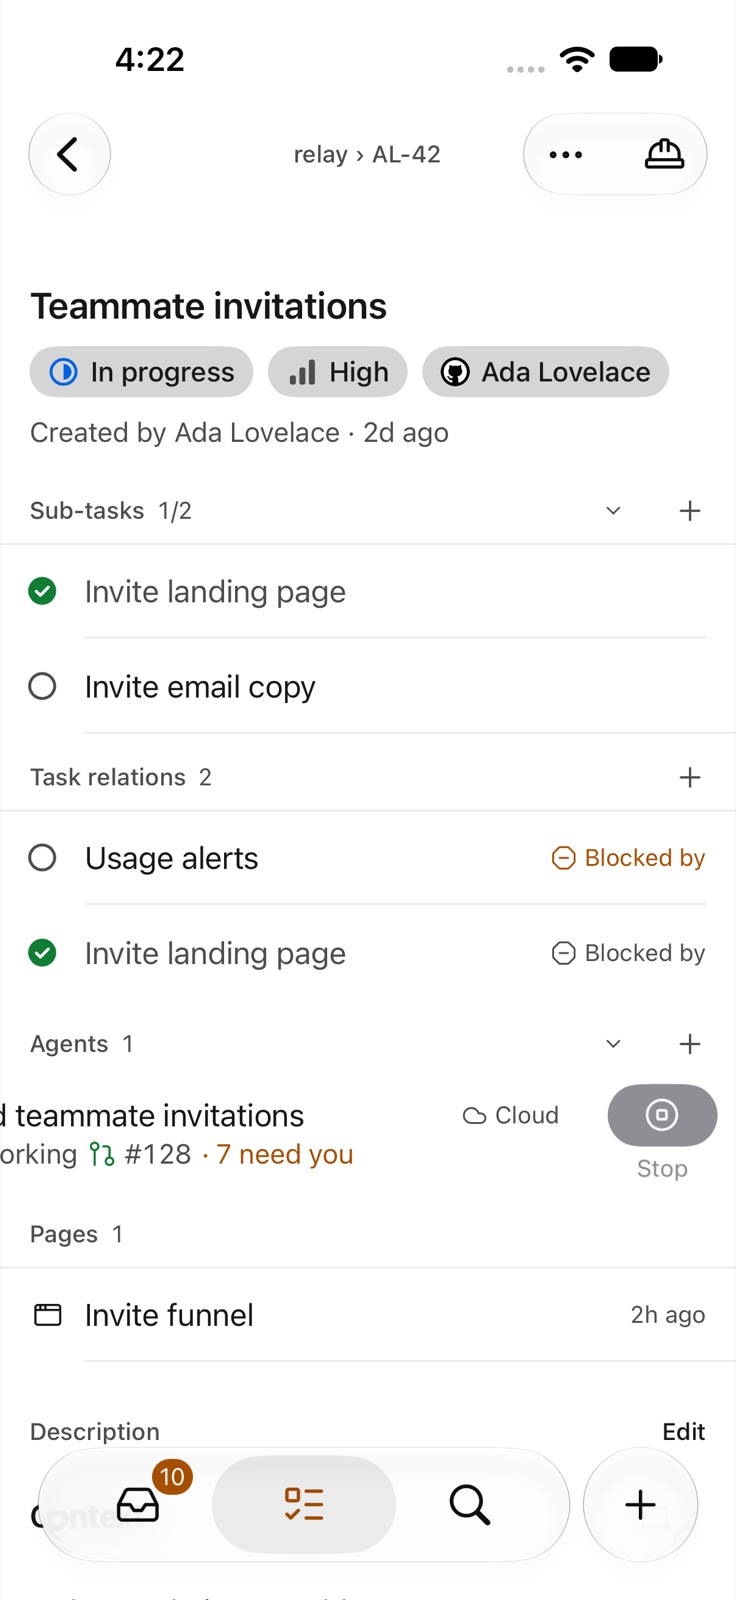 4:22
relay › AL-42
Teammate invitations
In progress
High
Ada Lovelace
Created by Ada Lovelace · 2d ago
Sub-tasks 1/2
Invite landing page
Invite email copy
Task relations 2
Usage alerts
Blocked by
Invite landing page
Blocked by
Agents 1
d teammate invitations
Cloud
orking #128 · 7 need you
Stop
Pages 1
Invite funnel
2h ago
Description
Edit
10